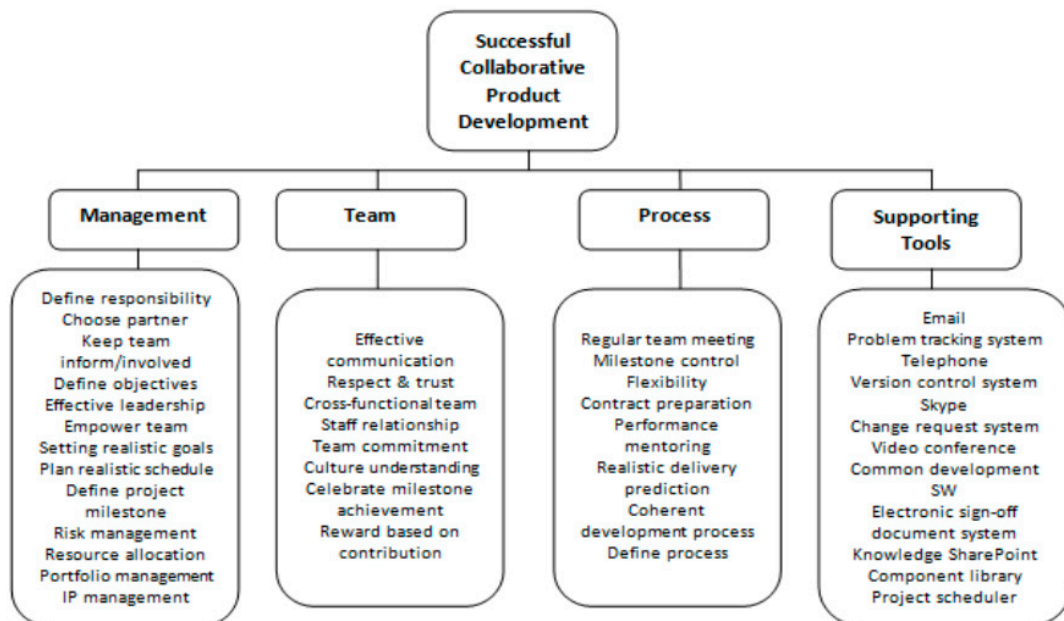 Successful
Collaborative
Product
Development
Management
Team
Process
Supporting
Tools
Define responsibility
Choose partner
Keep team
inform/involved
Define objectives
Effective leadership
Empower team
Setting realistic goals
Plan realistic schedule
Define project
milestone
Risk management
Resource allocation
Portfolio management
IP management
Effective
communication
Respect & trust
Cross-functional team
Staff relationship
Team commitment
Culture understanding
Celebrate milestone
achievement
Reward based on
contribution
Regular team meeting
Milestone control
Flexibility
Contract preparation
Performance
mentoring
Realistic delivery
prediction
Coherent
development process
Define process
Email
Problem tracking system
Telephone
Version control system
Skype
Change request system
Video conference
Common development
SW
Electronic sign-off
document system
Knowledge SharePoint
Component library
Project scheduler